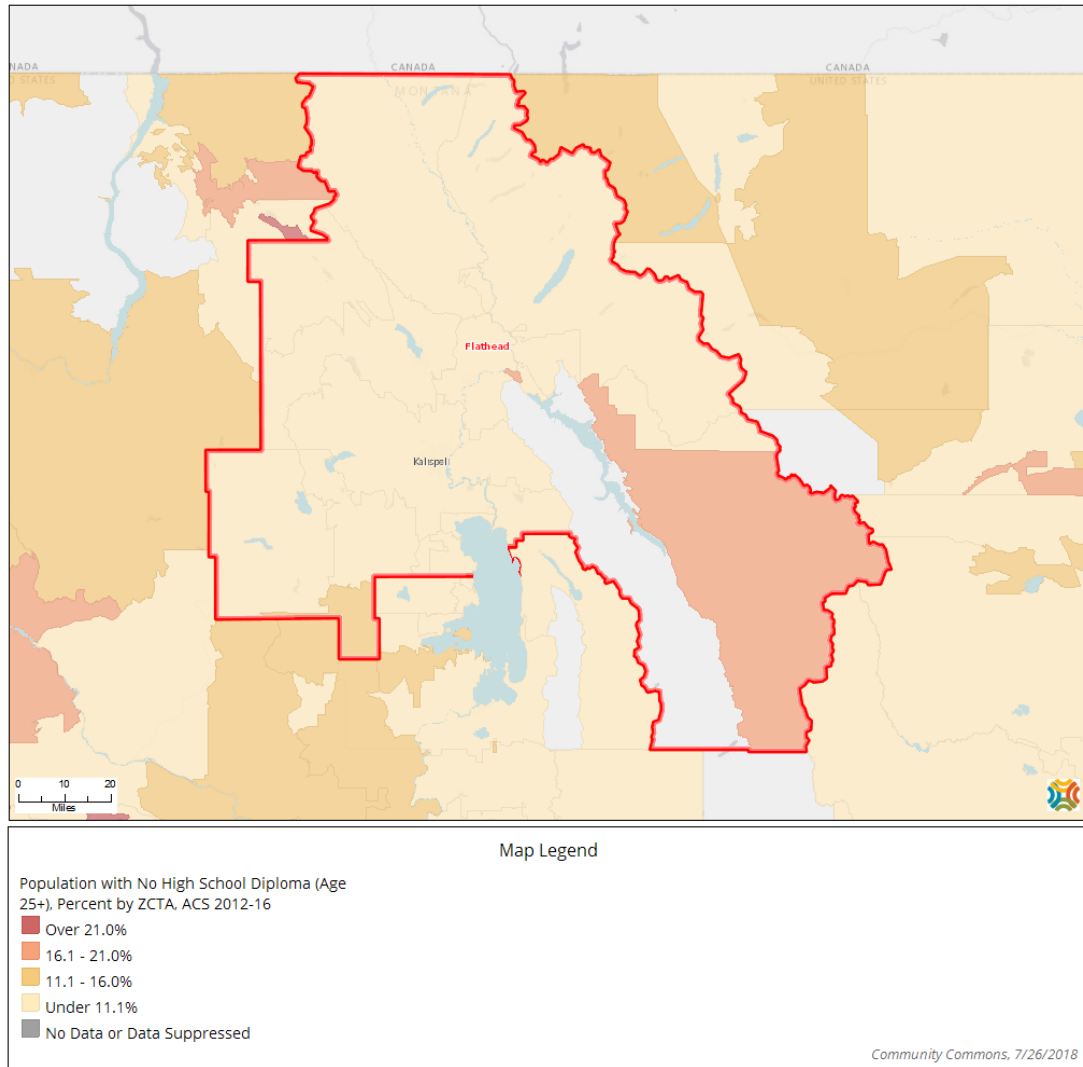 NADA
D STATES
CANADA
MONTANA
CANADA
UNITED STATES
Flathead
Kalispell
0 10 20
Miles
Map Legend
Population with No High School Diploma (Age
25+), Percent by ZCTA, ACS 2012-16
Over 21.0%
16.1 - 21.0%
11.1 - 16.0%
Under 11.1%
No Data or Data Suppressed
Community Commons, 7/26/2018